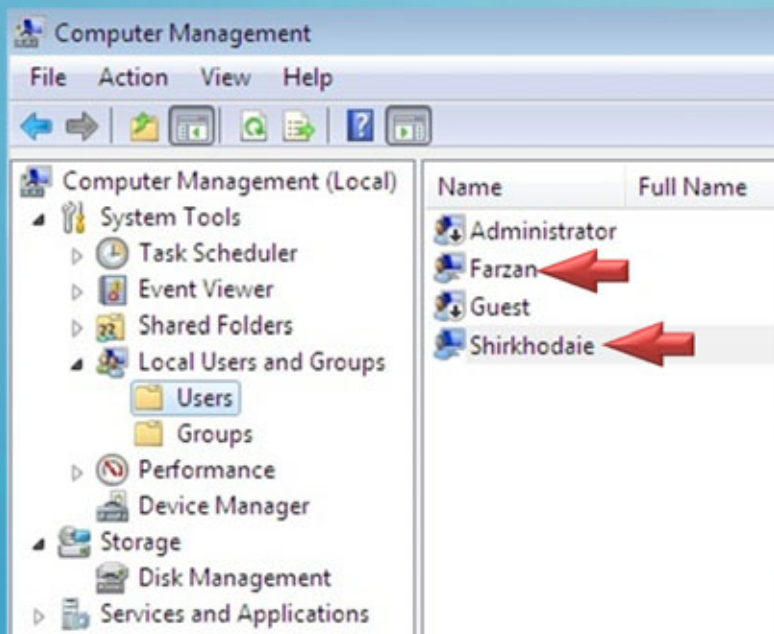 Computer Management
File Action View Help
Computer Management (Local)
System Tools
Task Scheduler
Event Viewer
Shared Folders
Local Users and Groups
Users
Groups
Performance
Device Manager
Storage
Disk Management
Services and Applications
Name Full Name
Administrator
Farzan
Guest
Shirkhodaie